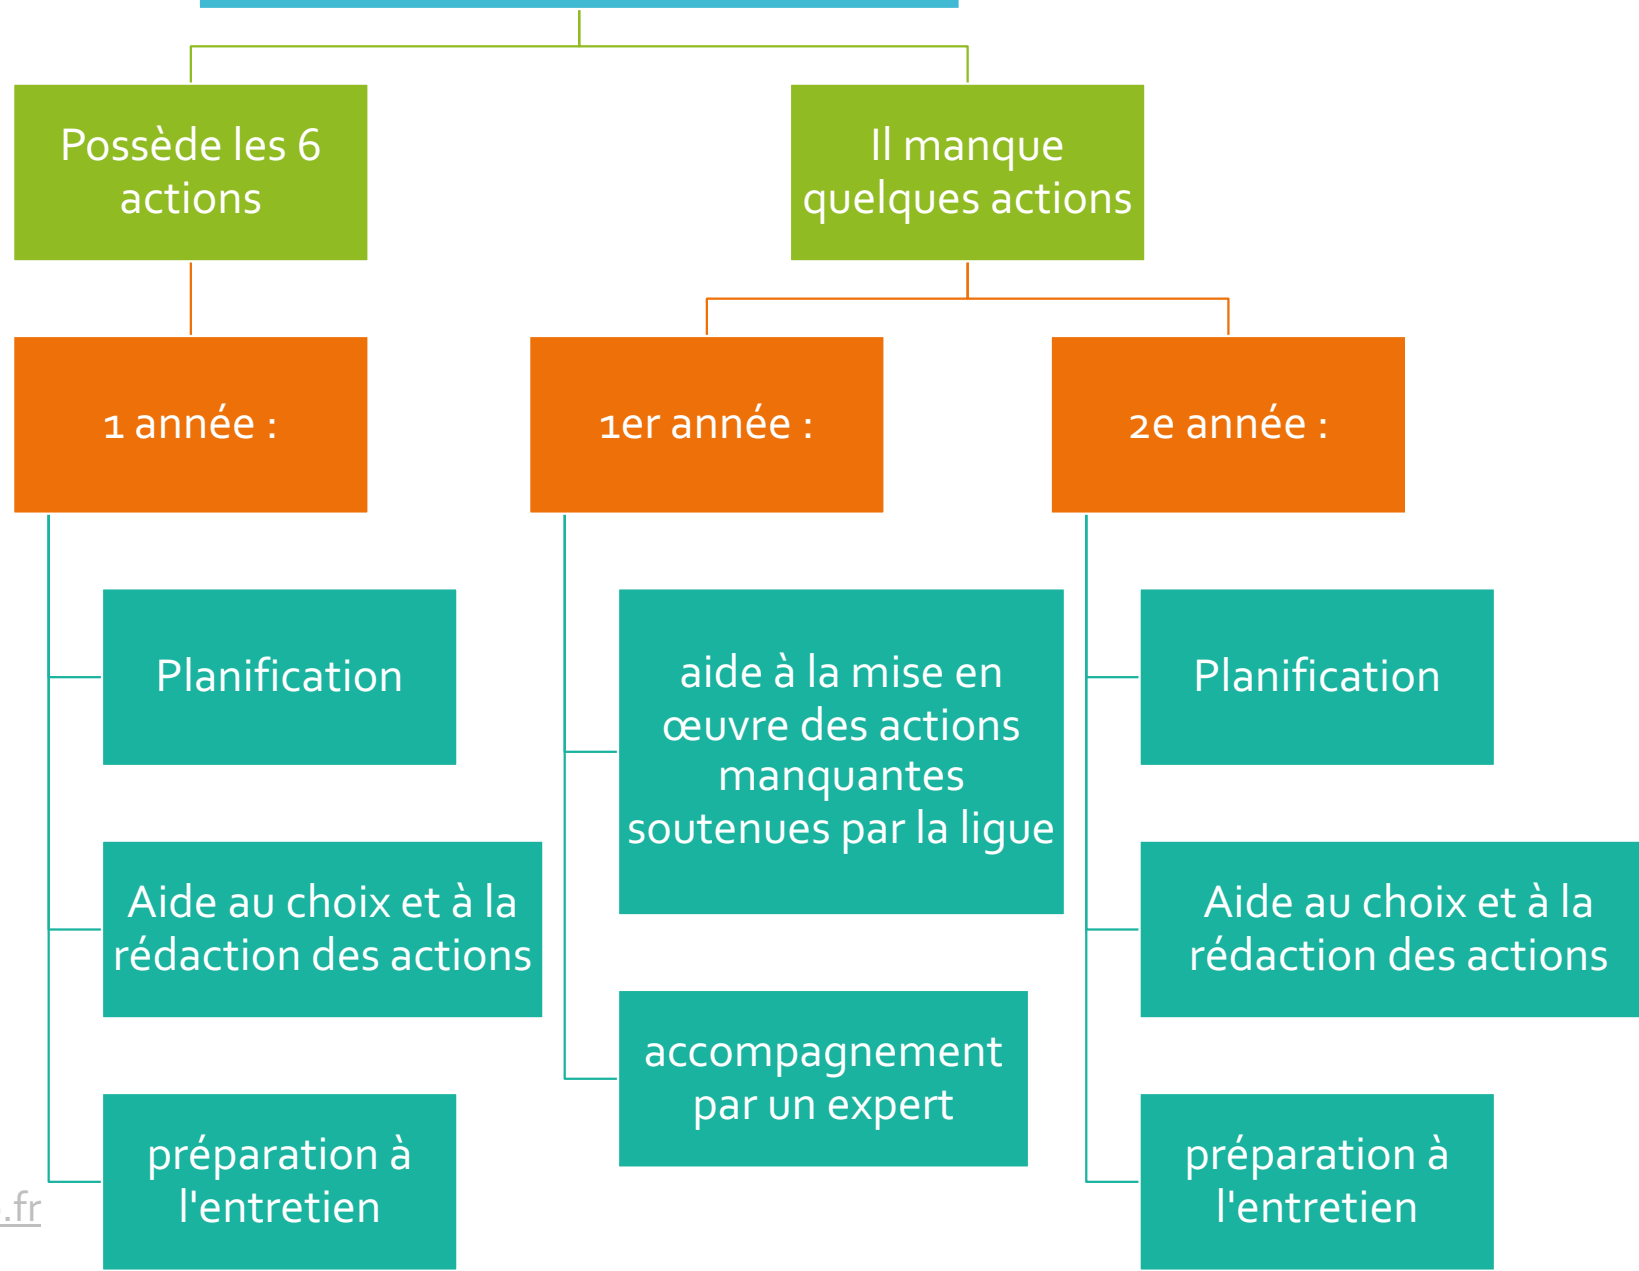 Possède les 6
actions
Il manque
quelques actions
1 année :
1er année :
2e année :
Planification
Aide au choix et à la
rédaction des actions
préparation à
l'entretien
aide à la mise en
œuvre des actions
manquantes
soutenues par la ligue
accompagnement
par un expert
Planification
Aide au choix et à la
rédaction des actions
préparation à
l'entretien
.fr